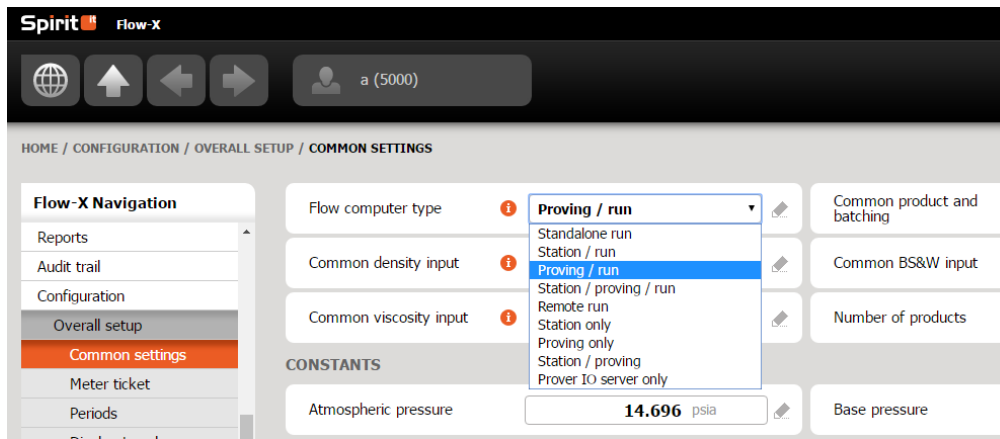 Spirit it Flow-X
a (5000)
HOME / CONFIGURATION / OVERALL SETUP / COMMON SETTINGS
Flow-X Navigation
Reports
Audit trail
Configuration
Overall setup
Common settings
Meter ticket
Periods
Flow computer type
Proving / run
Common product and
batching
Standalone run
Station / run
Proving / run
Station / proving / run
Remote run
Station only
Proving only
Station / proving
Prover IO server only
Common density input
Common BS&W input
Common viscosity input
Number of products
CONSTANTS
Atmospheric pressure
14.696 psia
Base pressure